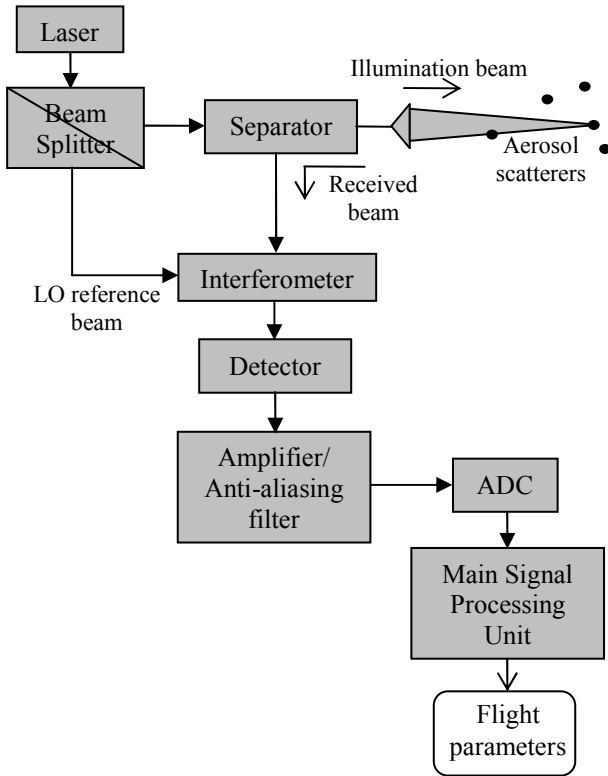 Laser
Illumination beam
Beam
Splitter
Separator
Aerosol
scatterers
Received
beam
LO reference
beam
Interferometer
Detector
Amplifier/
Anti-aliasing
filter
ADC
Main Signal
Processing
Unit
Flight
parameters